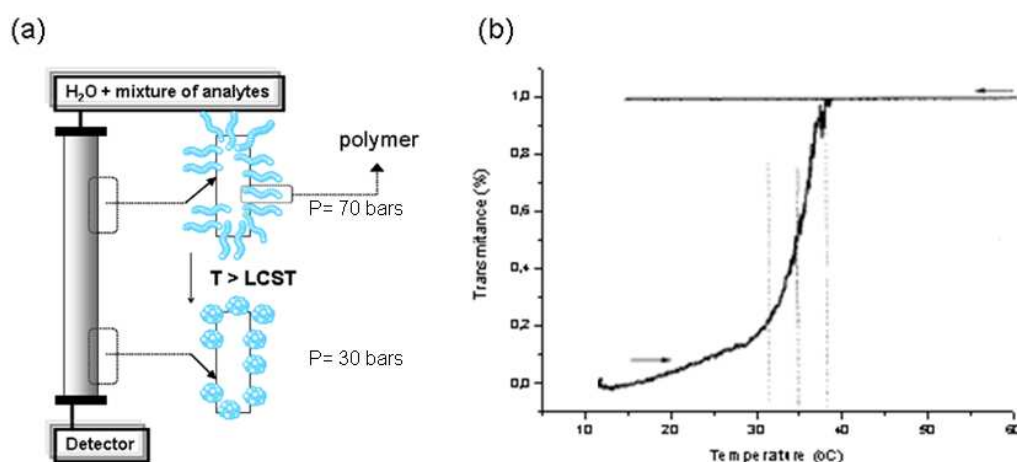 (a)
H₂O + mixture of analytes
polymer
P= 70 bars
T > LCST
P= 30 bars
Detector
(b)
Transmitance (%)
1,0
0,8
0,6
0,4
0,2
0,0
10 20 30 40 50 60
Temperature (oC)